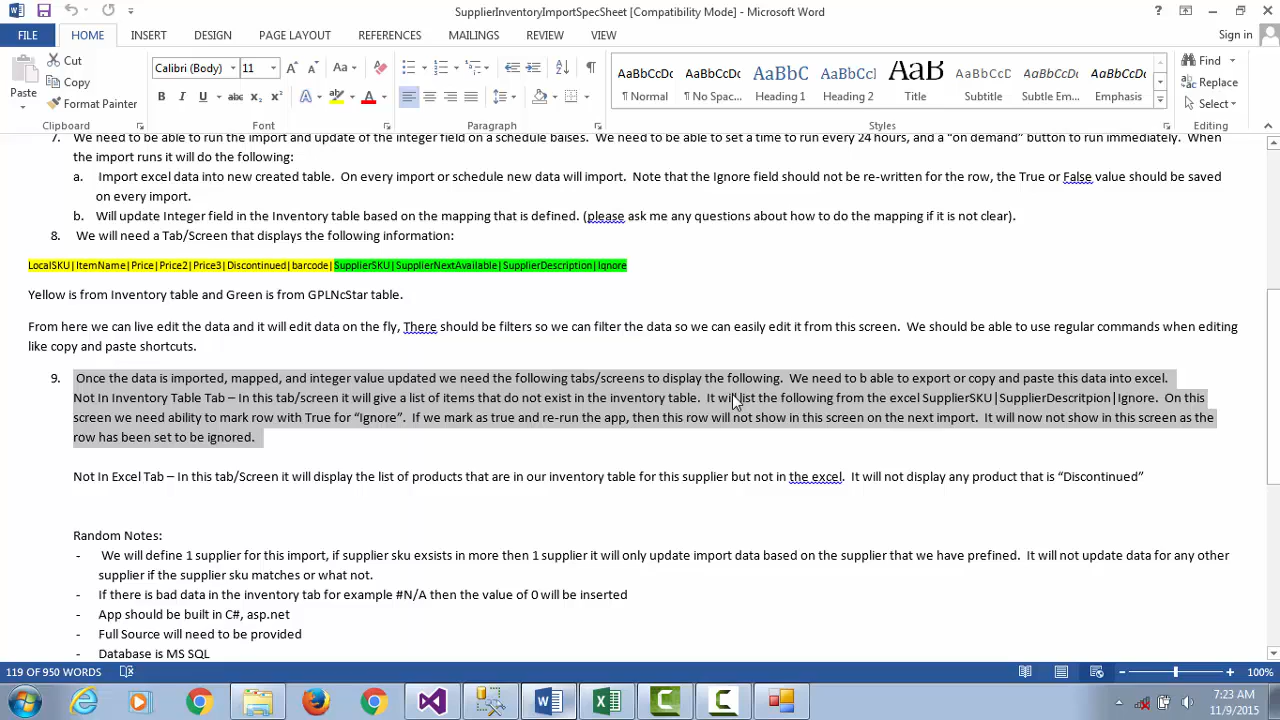 SupplierInventoryImportSpecSheet [Compatibility Mode] - Microsoft Word
FILE HOME INSERT DESIGN PAGE LAYOUT REFERENCES MAILINGS REVIEW VIEW Sign in
Cut
Copy
Format Painter
Paste
Clipboard
Calibri (Body) 11
Font
Paragraph
AaBbCcDc AaBbCcDc AaBbC AaBbCc AaB AaBbCcD AaBbCcDc AaBbCcDc
¶ Normal ¶ No Spac... Heading 1 Heading 2 Title Subtitle Subtle Em... Emphasis
Styles
Find
Replace
Select
Editing
7. We need to be able to run the import and update of the integer field on a schedule baises. We need to be able to set a time to run every 24 hours, and a “on demand” button to run immediately. When
the import runs it will do the following:
a. Import excel data into new created table. On every import or schedule new data will import. Note that the Ignore field should not be re-written for the row, the True or False value should be saved
on every import.
b. Will update Integer field in the Inventory table based on the mapping that is defined. (please ask me any questions about how to do the mapping if it is not clear).
8. We will need a Tab/Screen that displays the following information:
LocalSKU|ItemName|Price|Price2|Price3|Discontinued|barcode|SupplierSKU|SupplierNextAvailable|SupplierDescription|Ignore
Yellow is from Inventory table and Green is from GPLNcStar table.
From here we can live edit the data and it will edit data on the fly, There should be filters so we can filter the data so we can easily edit it from this screen. We should be able to use regular commands when editing
like copy and paste shortcuts.
9. Once the data is imported, mapped, and integer value updated we need the following tabs/screens to display the following. We need to b able to export or copy and paste this data into excel.
Not In Inventory Table Tab – In this tab/screen it will give a list of items that do not exist in the inventory table. It will list the following from the excel SupplierSKU|SupplierDescritpion|Ignore. On this
screen we need ability to mark row with True for “Ignore”. If we mark as true and re-run the app, then this row will not show in this screen on the next import. It will now not show in this screen as the
row has been set to be ignored.
Not In Excel Tab – In this tab/Screen it will display the list of products that are in our inventory table for this supplier but not in the excel. It will not display any product that is “Discontinued”
Random Notes:
- We will define 1 supplier for this import, if supplier sku exsists in more then 1 supplier it will only update import data based on the supplier that we have prefined. It will not update data for any other
supplier if the supplier sku matches or what not.
- If there is bad data in the inventory tab for example #N/A then the value of 0 will be inserted
- App should be built in C#, asp.net
- Full Source will need to be provided
- Database is MS SQL
119 OF 950 WORDS
100%
7:23 AM
11/9/2015